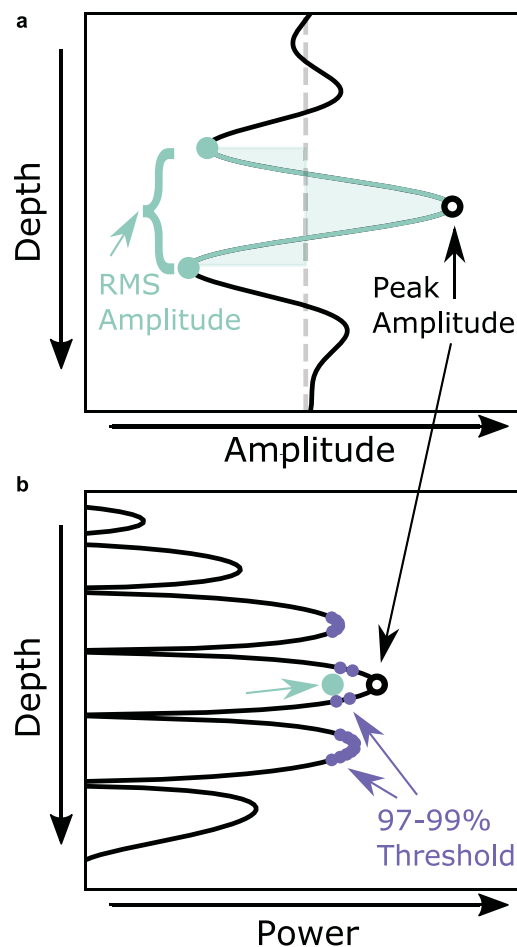 a
Depth
RMS
Amplitude
Peak
Amplitude
Amplitude
b
Depth
97-99%
Threshold
Power